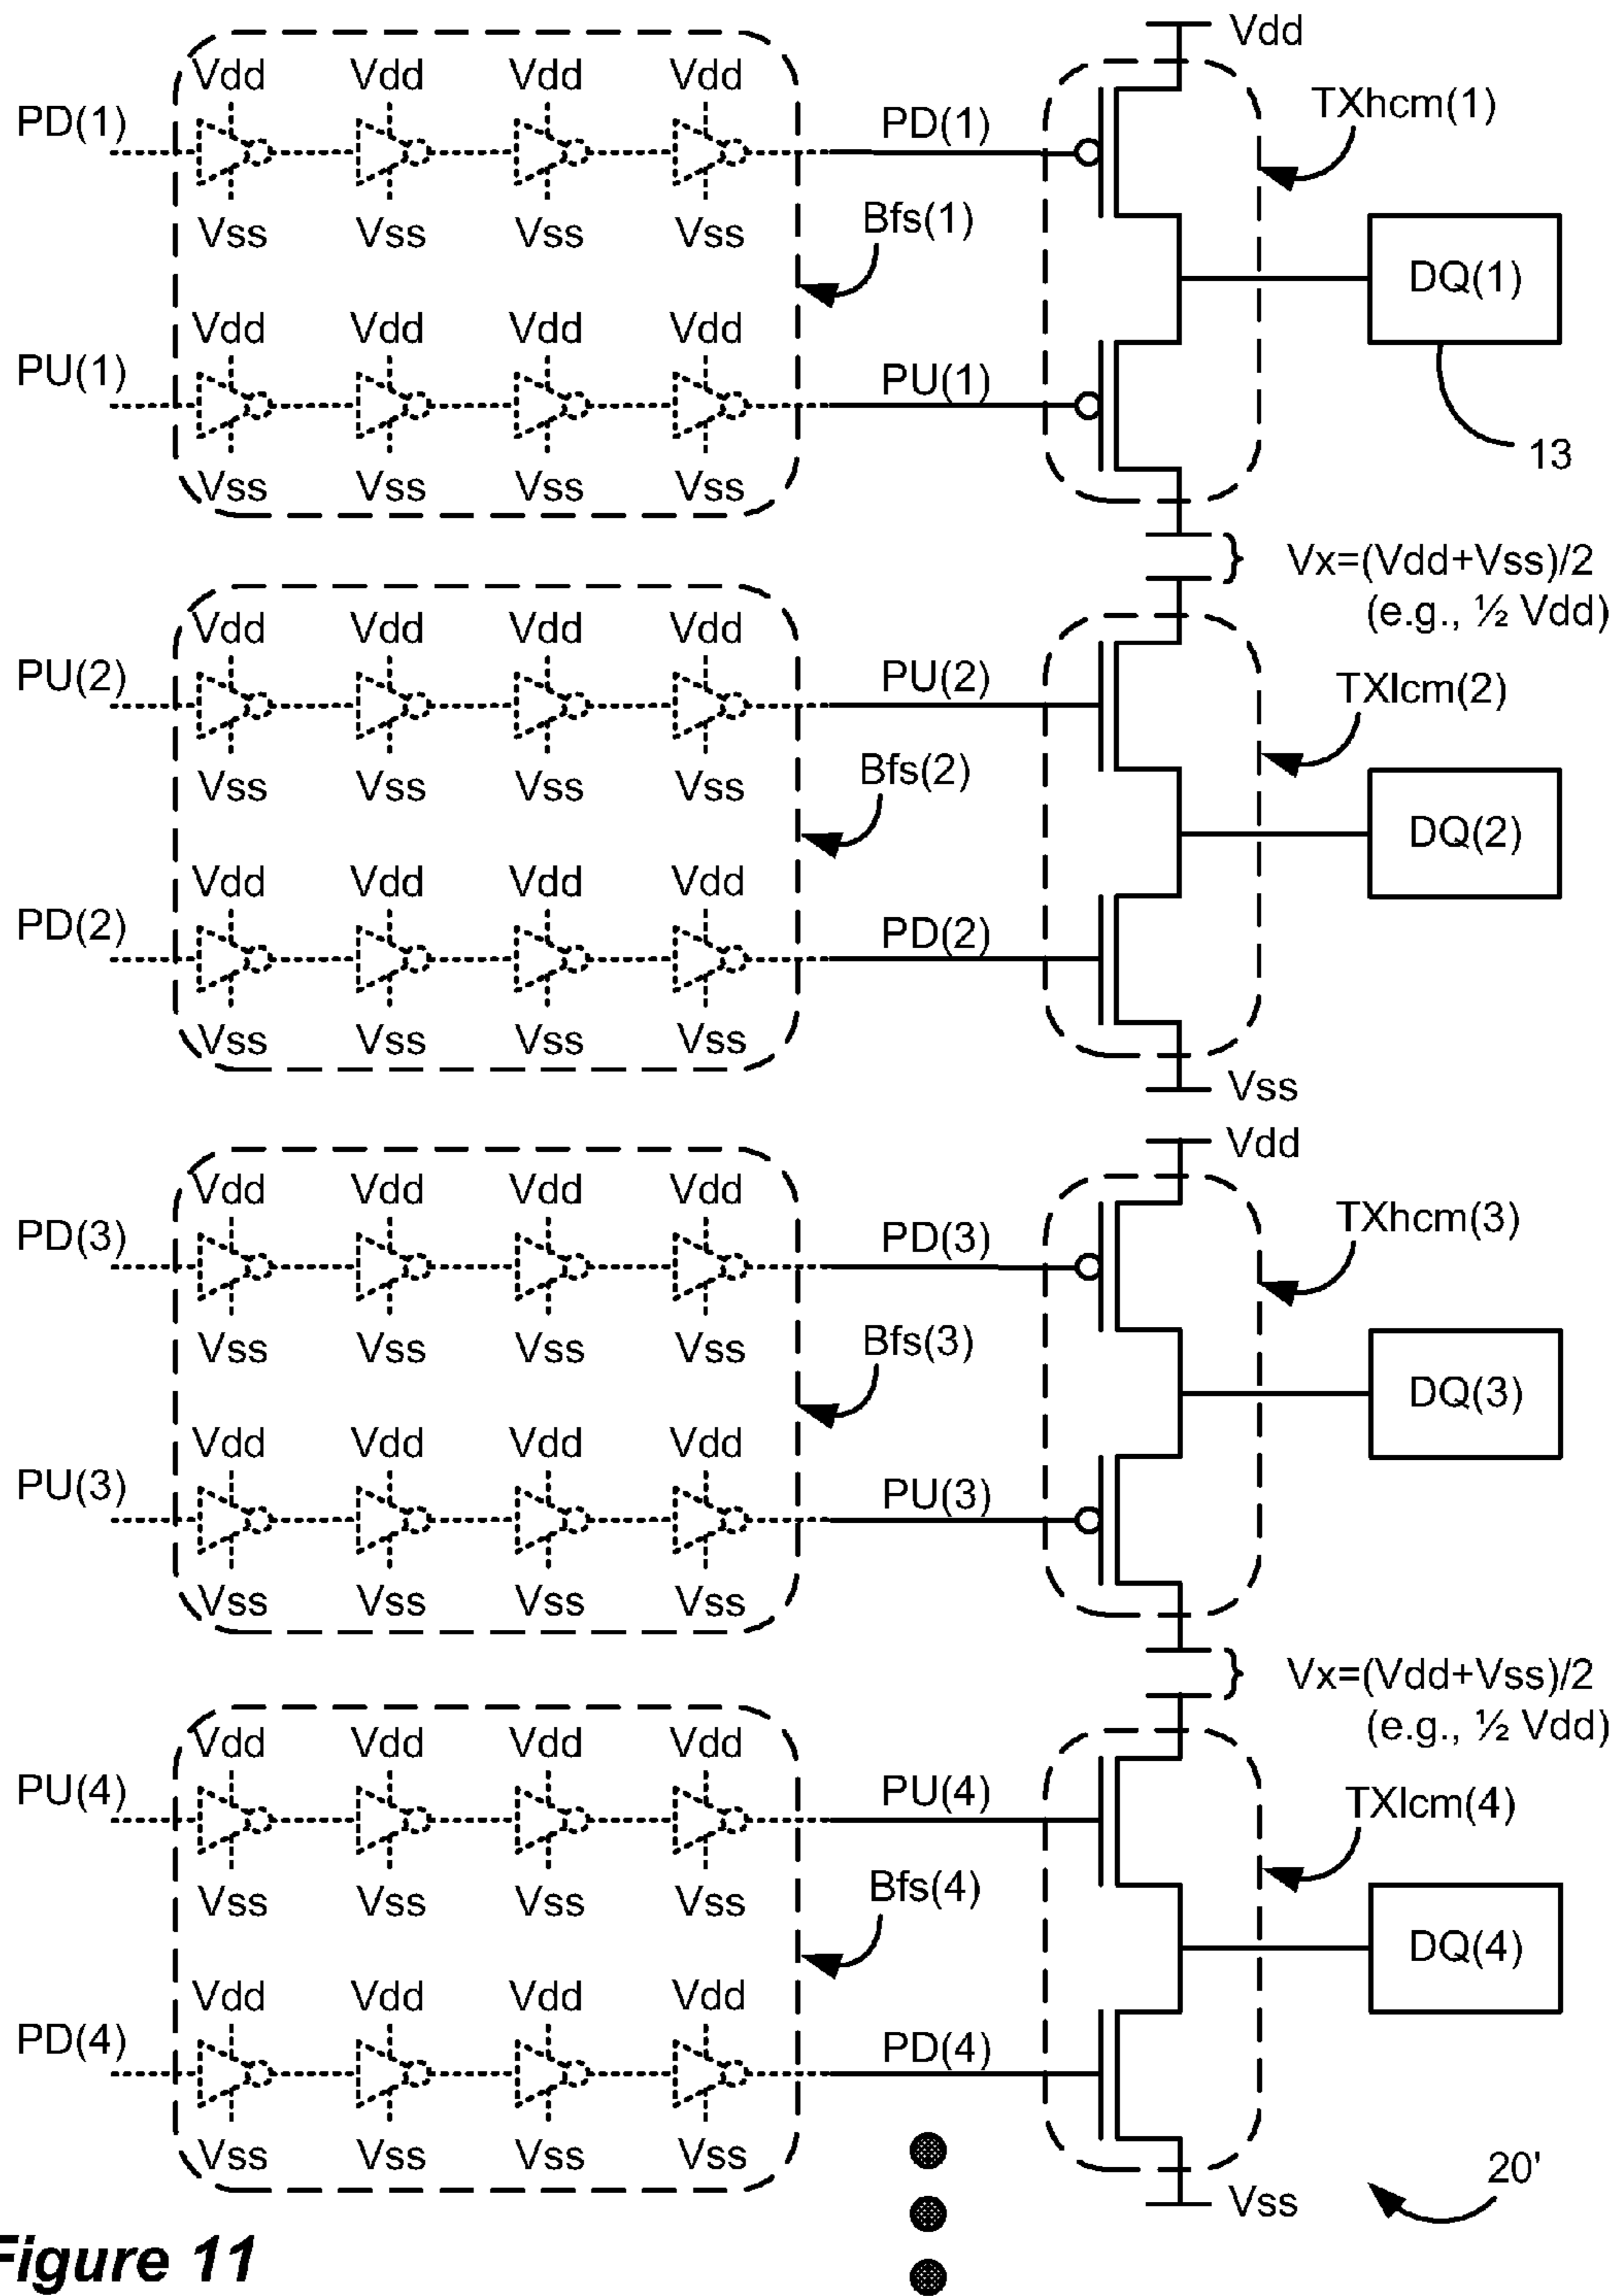 Vdd
Vdd Vdd Vdd Vdd
PD(1) PD(1) TXhcm(1)
Vss Vss Vss Vss
Bfs(1)
DQ(1)
Vdd Vdd Vdd Vdd
PU(1) PU(1)
13
Vss Vss Vss Vss
Vx=(Vdd+Vss)/2
(e.g., ½ Vdd)
Vdd Vdd Vdd Vdd
PU(2) PU(2) TXlcm(2)
Vss Vss Vss Vss
Bfs(2)
DQ(2)
Vdd Vdd Vdd Vdd
PD(2) PD(2)
Vss Vss Vss Vss
Vss
Vdd
Vdd Vdd Vdd Vdd
PD(3) PD(3) TXhcm(3)
Vss Vss Vss Vss
Bfs(3)
DQ(3)
Vdd Vdd Vdd Vdd
PU(3) PU(3)
Vss Vss Vss Vss
Vx=(Vdd+Vss)/2
(e.g., ½ Vdd)
Vdd Vdd Vdd Vdd
PU(4) PU(4) TXlcm(4)
Vss Vss Vss Vss
Bfs(4)
DQ(4)
Vdd Vdd Vdd Vdd
PD(4) PD(4)
Vss Vss Vss Vss
20'
Vss
Figure 11